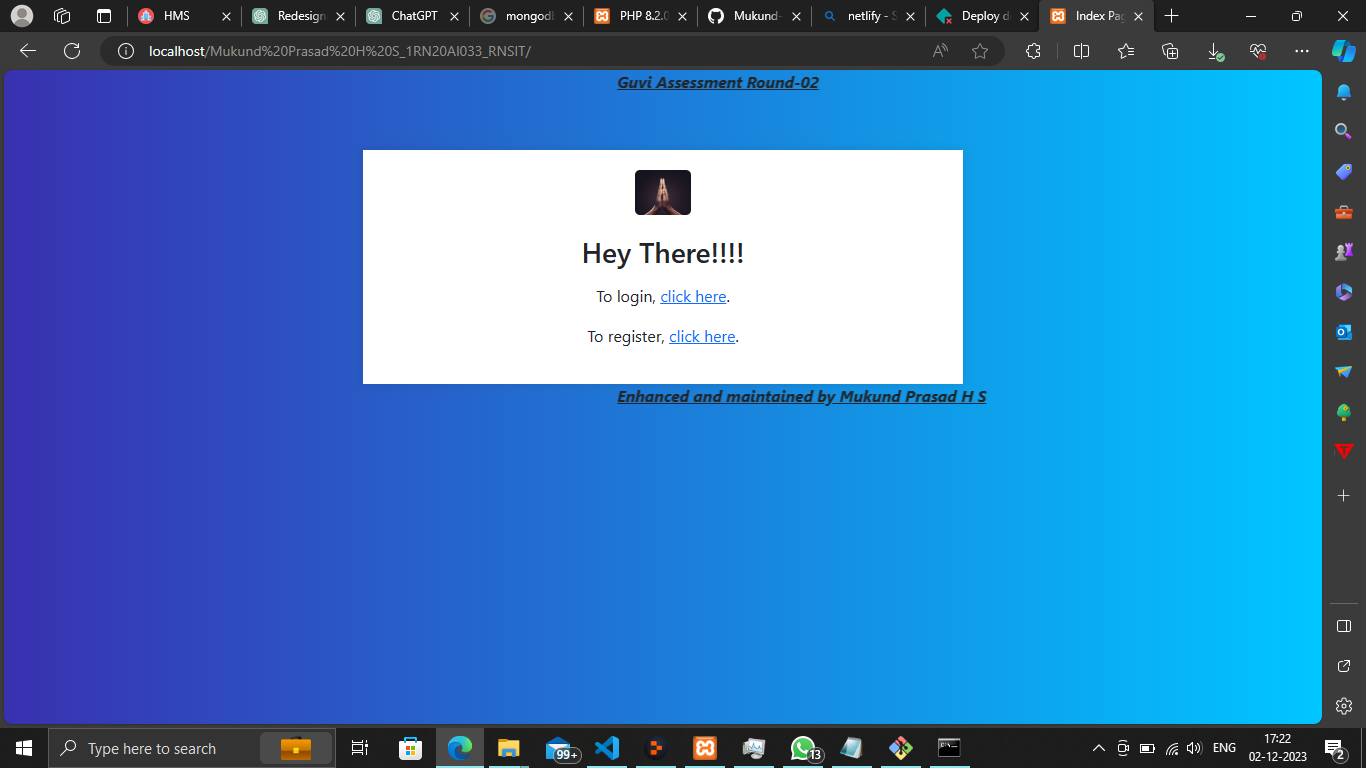 HMS
Redesign
ChatGPT
mongodb
PHP 8.2.0
Mukund-
netlify - S
Deploy d
Index Pag
localhost/Mukund%20Prasad%20H%20S_1RN20AI033_RNSIT/
Guvi Assessment Round-02
Hey There!!!!
To login, click here.
To register, click here.
Enhanced and maintained by Mukund Prasad H S
Type here to search
99+
13
ENG
17:22
02-12-2023
2